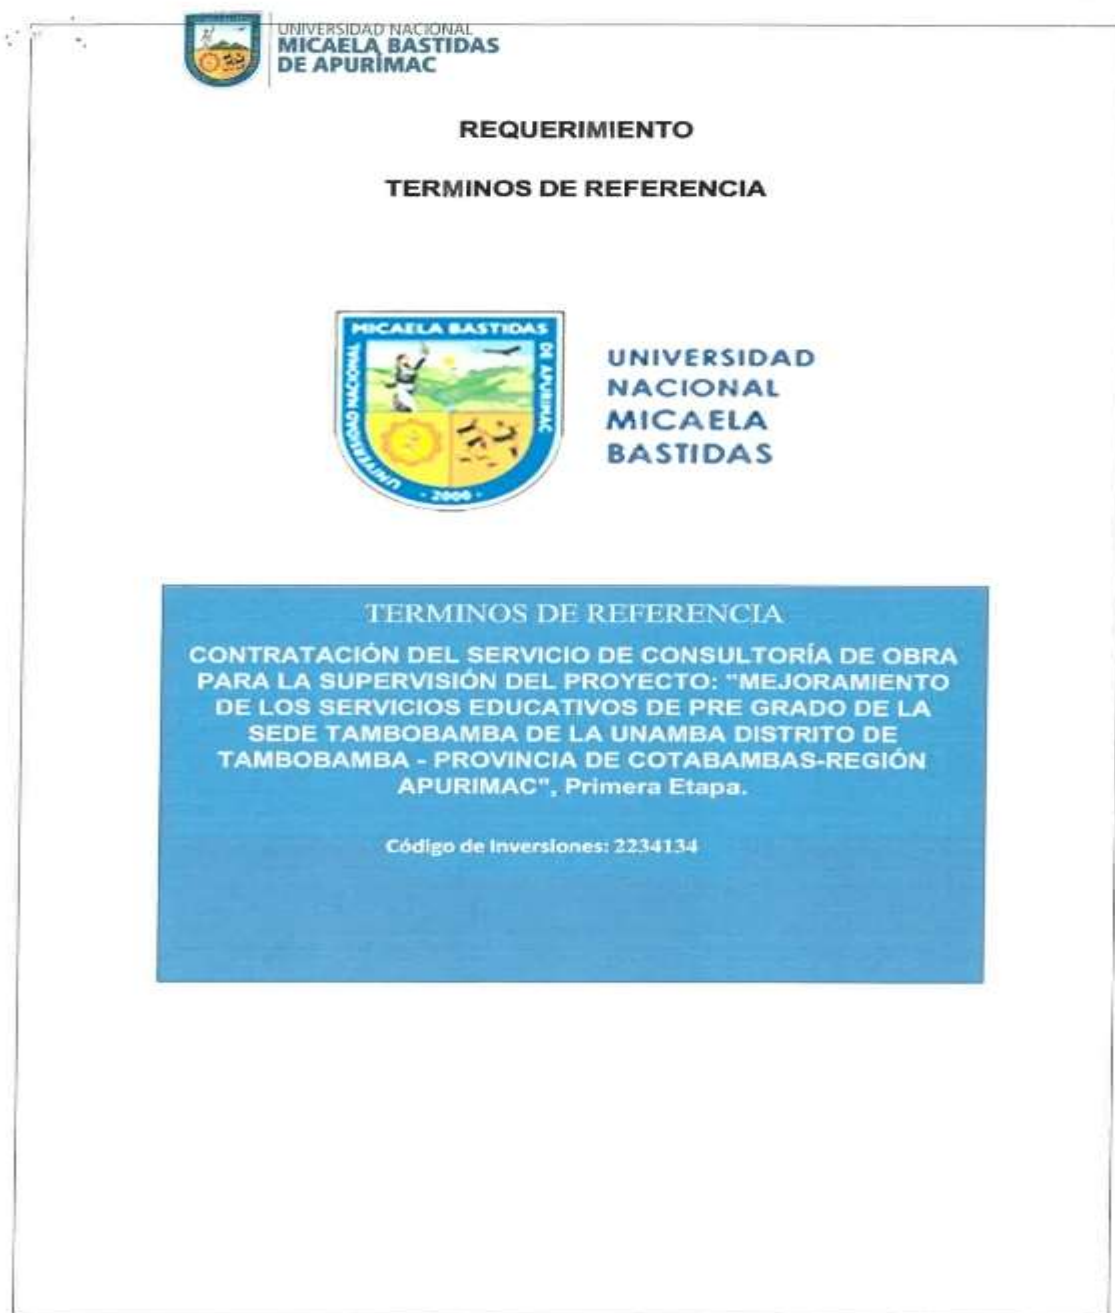 UNIVERSIDAD NACIONAL
MICAELA BASTIDAS
DE APURÍMAC
REQUERIMIENTO
TERMINOS DE REFERENCIA
MICAELA BASTIDAS
UNIVERSIDAD NACIONAL
DE APURIMAC
- 2000 -
UNIVERSIDAD
NACIONAL
MICAELA
BASTIDAS
TERMINOS DE REFERENCIA
CONTRATACIÓN DEL SERVICIO DE CONSULTORÍA DE OBRA
PARA LA SUPERVISIÓN DEL PROYECTO: "MEJORAMIENTO
DE LOS SERVICIOS EDUCATIVOS DE PRE GRADO DE LA
SEDE TAMBOBAMBA DE LA UNAMBA DISTRITO DE
TAMBOBAMBA - PROVINCIA DE COTABAMBAS-REGIÓN
APURIMAC", Primera Etapa.
Código de Inversiones: 2234134